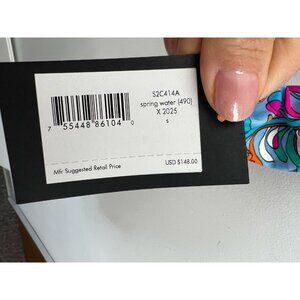 S2C414A
spring water (490)
X 2025
s
7 55448 86104 0
Mfr Suggested Retail Price
USD $148.00